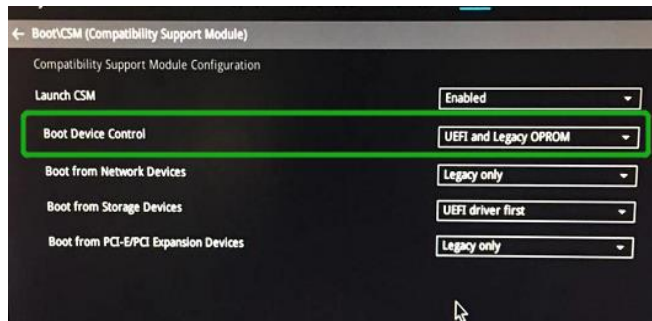 ← Boot\CSM (Compatibility Support Module)
Compatibility Support Module Configuration
Launch CSM Enabled
Boot Device Control UEFI and Legacy OPROM
Boot from Network Devices Legacy only
Boot from Storage Devices UEFI driver first
Boot from PCI-E/PCI Expansion Devices Legacy only